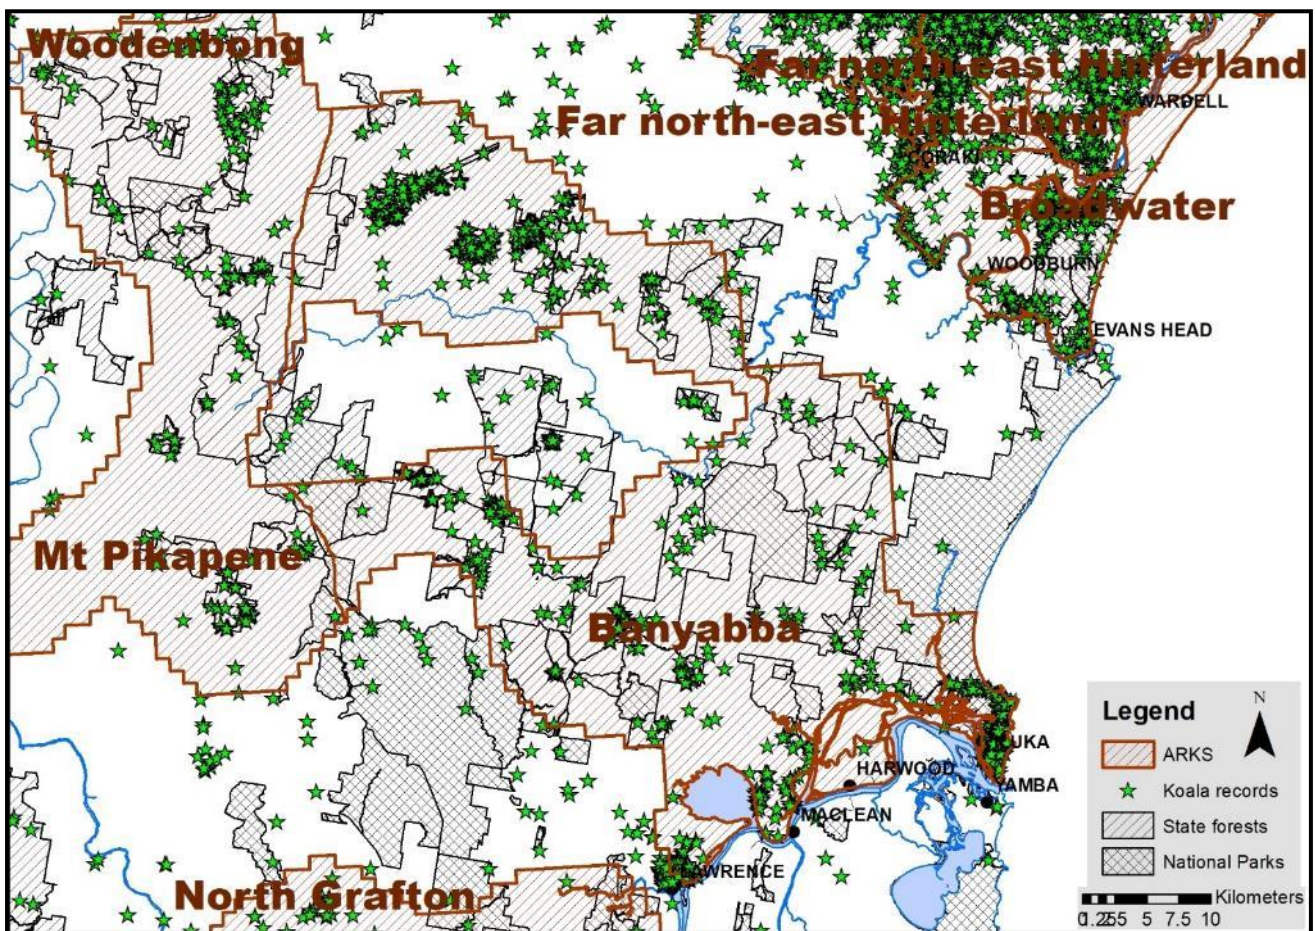 Woodenbong
Far north-east Hinterland
WARDELL
Far north-east Hinterland
CORAKI
Broadwater
WOODBURN
EVANS HEAD
Mt Pikapene
Banyabba
Legend
N
ARKS
Koala records
State forests
National Parks
Kilometers
0 1.25 2.5 5 7.5 10
ILUKA
HARWOOD
YAMBA
MACLEAN
LAWRENCE
North Grafton